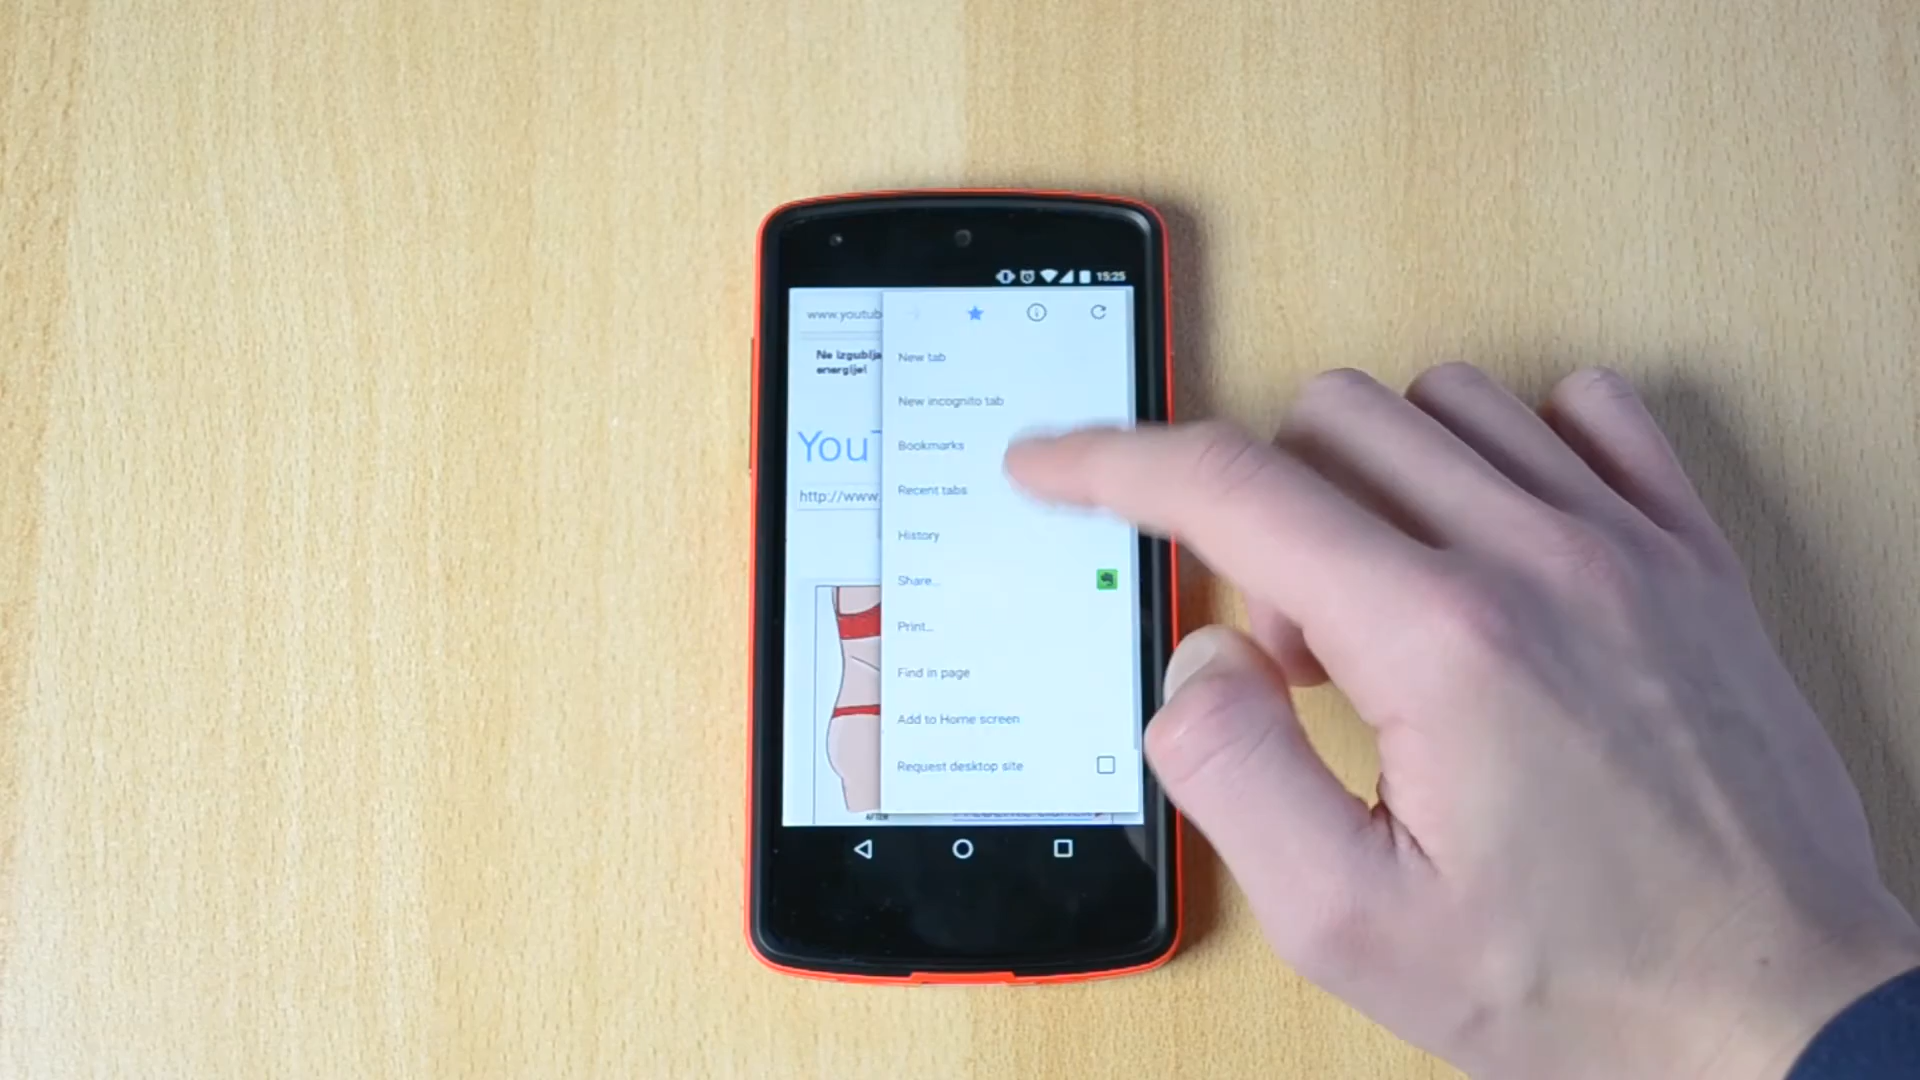 15:25
www.youtub
Ne izgublja
energije!
New tab
New incognito tab
You
Bookmarks
Recent tabs
http://www.
History
Share...
Print...
Find in page
Add to Home screen
Request desktop site
AFTER